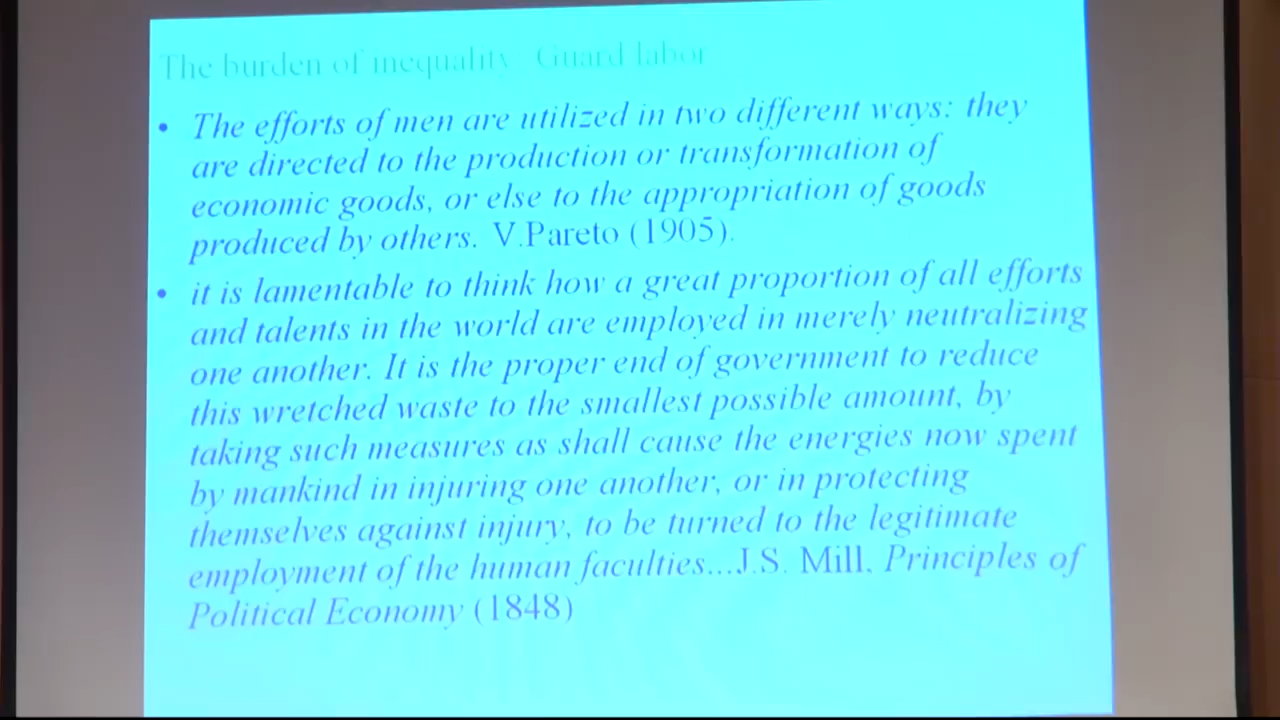 The burden of inequality: Guard labor
• The efforts of men are utilized in two different ways: they
are directed to the production or transformation of
economic goods, or else to the appropriation of goods
produced by others. V.Pareto (1905).
• it is lamentable to think how a great proportion of all efforts
and talents in the world are employed in merely neutralizing
one another. It is the proper end of government to reduce
this wretched waste to the smallest possible amount, by
taking such measures as shall cause the energies now spent
by mankind in injuring one another, or in protecting
themselves against injury, to be turned to the legitimate
employment of the human faculties...J.S. Mill, Principles of
Political Economy (1848)